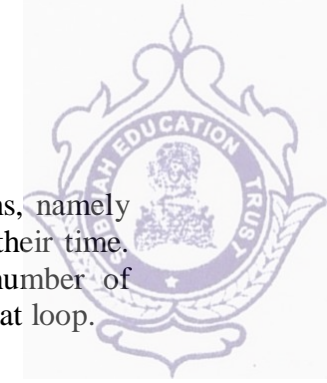 ns, namely
their time.
number of
at loop.
EDUCATION TRUST